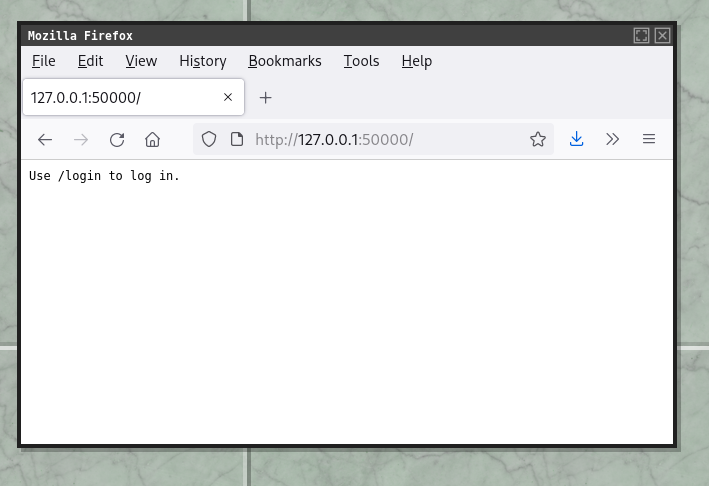 Mozilla Firefox
File Edit View History Bookmarks Tools Help
127.0.0.1:50000/
http://127.0.0.1:50000/
Use /login to log in.